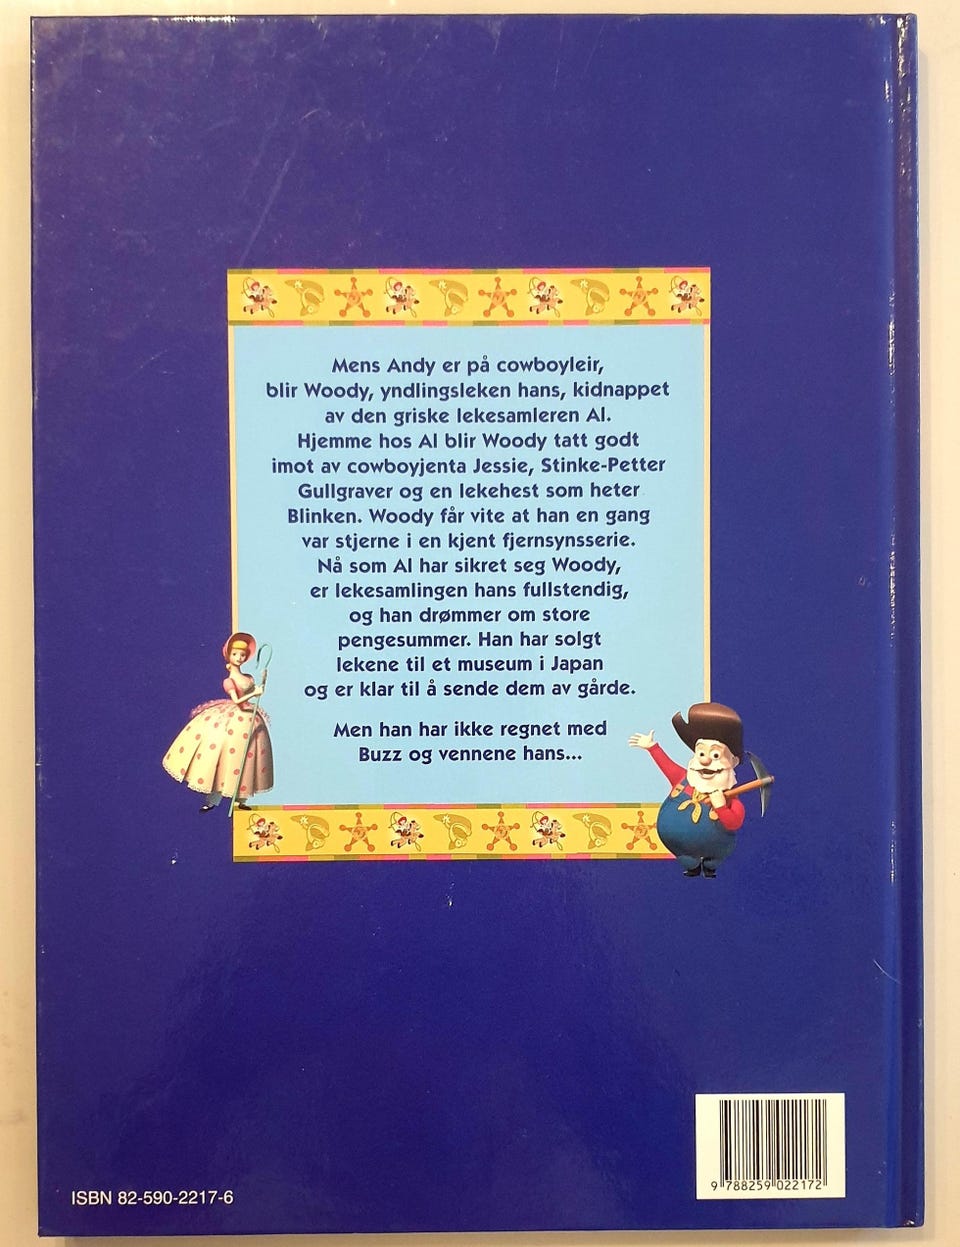 Mens Andy er på cowboyleir,
blir Woody, yndlingsleken hans, kidnappet
av den griske lekesamleren Al.
Hjemme hos Al blir Woody tatt godt
imot av cowboyjenta Jessie, Stinke-Petter
Gullgraver og en lekehest som heter
Blinken. Woody får vite at han en gang
var stjerne i en kjent fjernsynsserie.
Nå som Al har sikret seg Woody,
er lekesamlingen hans fullstendig,
og han drømmer om store
pengesummer. Han har solgt
lekene til et museum i Japan
og er klar til å sende dem av gårde.
Men han har ikke regnet med
Buzz og vennene hans...
ISBN 82-590-2217-6
9 788259 022172